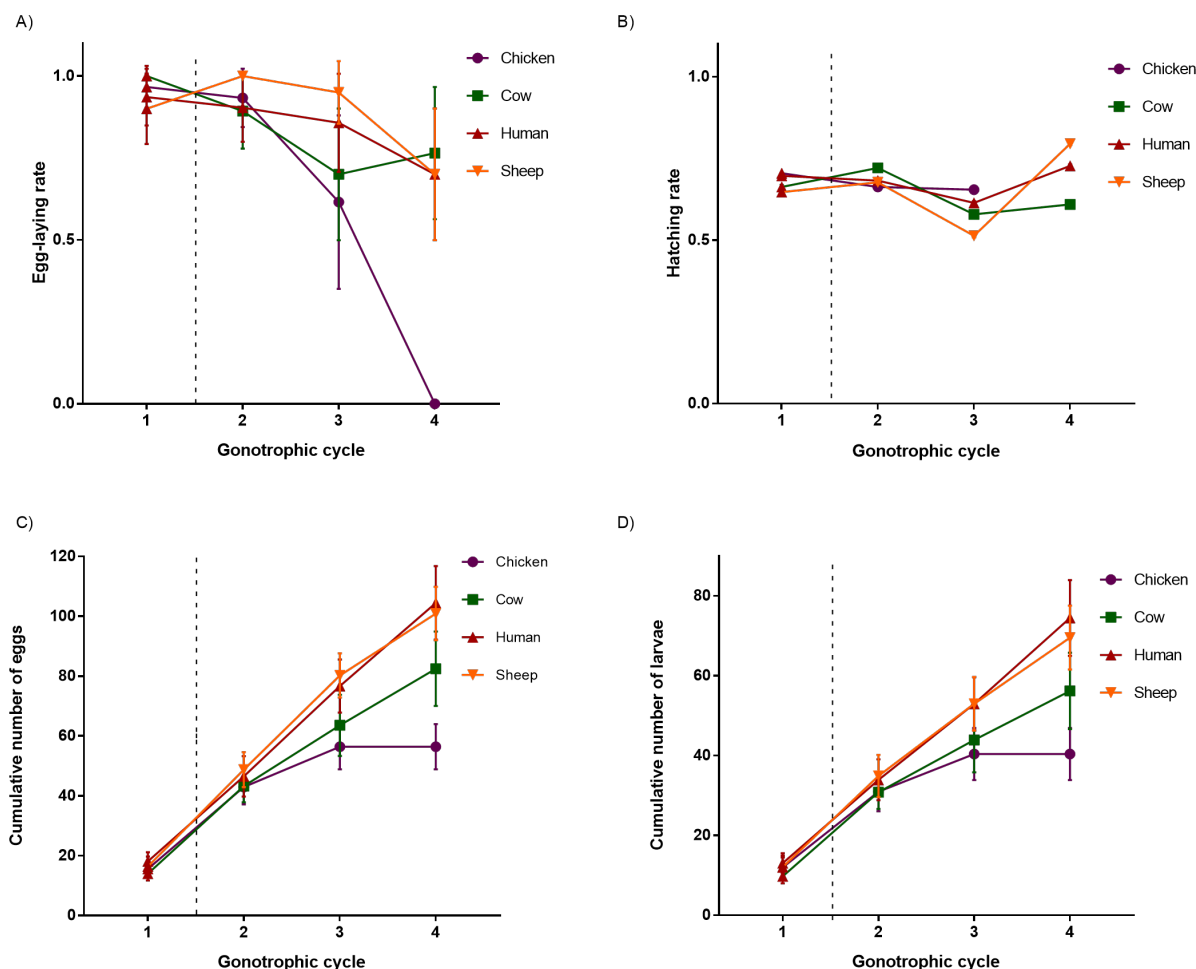 A)
Egg-laying rate
1.0
0.5
0.0
1 2 3 4
Gonotrophic cycle
Chicken
Cow
Human
Sheep
B)
Hatching rate
1.0
0.5
0.0
1 2 3 4
Gonotrophic cycle
Chicken
Cow
Human
Sheep
C)
Cumulative number of eggs
120
100
80
60
40
20
0
1 2 3 4
Gonotrophic cycle
Chicken
Cow
Human
Sheep
D)
Cumulative number of larvae
80
60
40
20
0
1 2 3 4
Gonotrophic cycle
Chicken
Cow
Human
Sheep